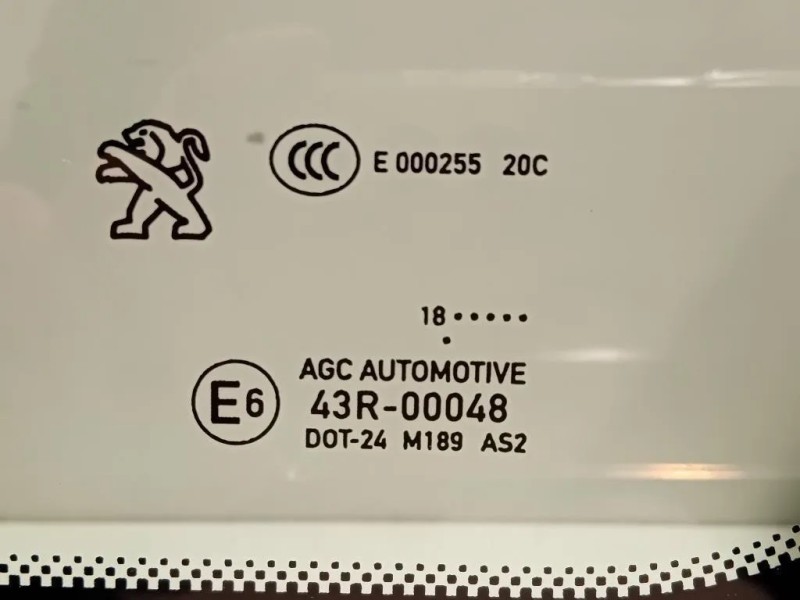 CCC E 000255 20C
18 •••••
•
E6 AGC AUTOMOTIVE
43R-00048
DOT-24 M189 AS2